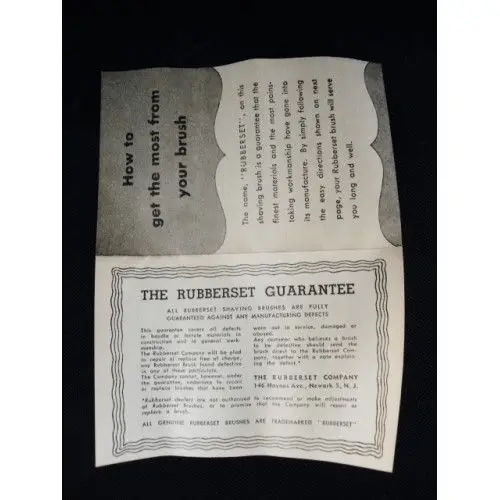 How to
get the most from
your brush
The name, "RUBBERSET", on this
shaving brush is a guarantee that the
finest materials and the most pains-
taking workmanship have gone into
its manufacture. By simply following
the easy directions shown on next
page, your Rubberset brush will serve
you long and well.
THE RUBBERSET GUARANTEE
ALL RUBBERSET SHAVING BRUSHES ARE FULLY
GUARANTEED AGAINST ANY MANUFACTURING DEFECTS
This guarantee covers all defects
in handle or ferrule materials, in
construction and in general work-
manship.
The Rubberset Company will be glad
to repair or replace free of charge,
any Rubberset Brush found defective
in any of these particulars.
The Company cannot, however, under
the guarantee, undertake to repair
or replace brushes that have been
worn out in service, damaged or
abused.
Any customer who believes a brush
to be defective should send the
brush direct to the Rubberset Com-
pany, together with a note explain-
ing the defect.*
THE RUBBERSET COMPANY
146 Haynes Ave., Newark 5, N. J.
*Rubberset dealers are not authorized to recommend or make adjustments
of Rubberset Brushes, or to promise that the Company will repair or
replace a brush.
ALL GENUINE RUBBERSET BRUSHES ARE TRADEMARKED "RUBBERSET"